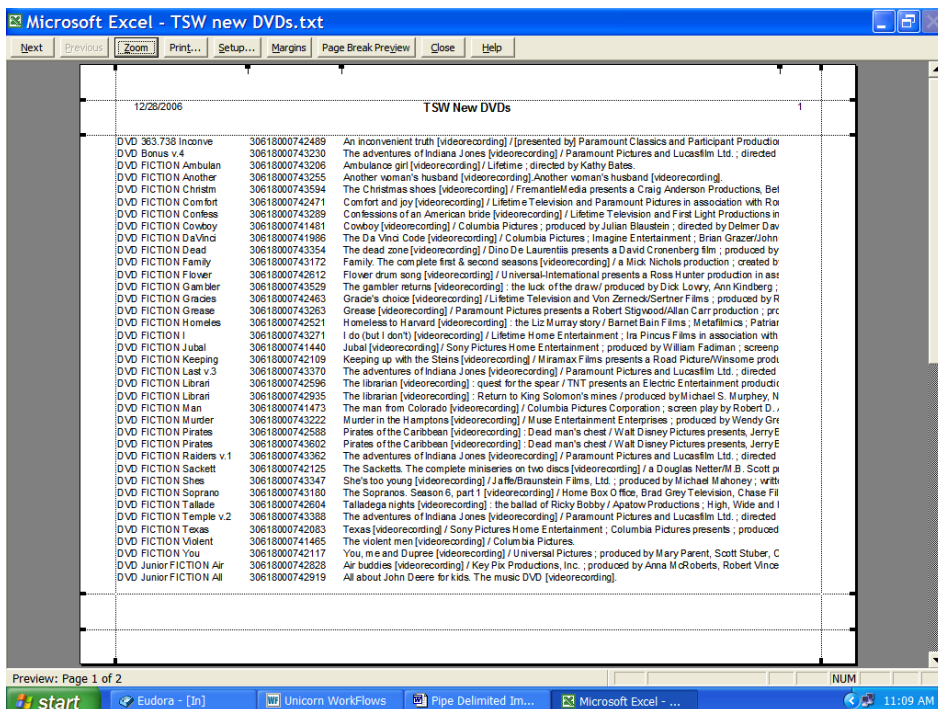 Microsoft Excel - TSW new DVDs.txt
Next Previous Zoom Print... Setup... Margins Page Break Preview Close Help
12/28/2006 TSW New DVDs 1
DVD 363.738 Inconve 30618000742489 An inconvenient truth [videorecording] / [presented by] Paramount Classics and Participant Production
DVD Bonus v.4 30618000743230 The adventures of Indiana Jones [videorecording] / Paramount Pictures and Lucasfilm Ltd. ; directed
DVD FICTION Ambulan 30618000743206 Ambulance girl [videorecording] / Lifetime ; directed by Kathy Bates.
DVD FICTION Another 30618000743255 Another woman's husband [videorecording].Another woman's husband [videorecording].
DVD FICTION Christm 30618000743594 The Christmas shoes [videorecording] / FremantleMedia presents a Craig Anderson Productions, Bet
DVD FICTION Comfort 30618000742471 Comfort and joy [videorecording] / Lifetime Television and Paramount Pictures in association with Ro
DVD FICTION Confess 30618000743289 Confessions of an American bride [videorecording] / Lifetime Television and First Light Productions in
DVD FICTION Cowboy 30618000741481 Cowboy [videorecording] / Columbia Pictures ; produced by Julian Blaustein ; directed by Delmer Dav
DVD FICTION DaVinci 30618000741986 The Da Vinci Code [videorecording] / Columbia Pictures ; Imagine Entertainment ; Brian Grazer/John
DVD FICTION Dead 30618000743354 The dead zone [videorecording] / Dino De Laurentiis presents a David Cronenberg film ; produced by
DVD FICTION Family 30618000743172 Family. The complete first & second seasons [videorecording] / a Mick Nichols production ; created b
DVD FICTION Flower 30618000742612 Flower drum song [videorecording] / Universal-International presents a Ross Hunter production in ass
DVD FICTION Gambler 30618000743529 The gambler returns [videorecording] : the luck of the draw / produced by Dick Lowry, Ann Kindberg ;
DVD FICTION Gracies 30618000742463 Gracie's choice [videorecording] / Lifetime Television and Von Zerneck/Sertner Films ; produced by R
DVD FICTION Grease 30618000743263 Grease [videorecording] / Paramount Pictures presents a Robert Stigwood/Allan Carr production ; pro
DVD FICTION Homeles 30618000742521 Homeless to Harvard [videorecording] : the Liz Murray story / Barnet Bain Films ; Metafilmics ; Patriar
DVD FICTION I 30618000743271 I do (but I don't) [videorecording] / Lifetime Home Entertainment ; Ira Pincus Films in association with
DVD FICTION Jubal 30618000741440 Jubal [videorecording] / Sony Pictures Home Entertainment ; produced by William Fadiman ; screenp
DVD FICTION Keeping 30618000742109 Keeping up with the Steins [videorecording] / Miramax Films presents a Road Picture/Winsome produ
DVD FICTION Last v.3 30618000743370 The adventures of Indiana Jones [videorecording] / Paramount Pictures and Lucasfilm Ltd. ; directed
DVD FICTION Librari 30618000742596 The librarian [videorecording] : quest for the spear / TNT presents an Electric Entertainment productio
DVD FICTION Librari 30618000742935 The librarian [videorecording] : Return to King Solomon's mines / produced by Michael S. Murphey, N
DVD FICTION Man 30618000741473 The man from Colorado [videorecording] / Columbia Pictures Corporation ; screen play by Robert D.
DVD FICTION Murder 30618000743222 Murder in the Hamptons [videorecording] / Muse Entertainment Enterprises ; produced by Wendy Gre
DVD FICTION Pirates 30618000742588 Pirates of the Caribbean [videorecording] : Dead man's chest / Walt Disney Pictures presents, Jerry B
DVD FICTION Pirates 30618000743602 Pirates of the Caribbean [videorecording] : Dead man's chest / Walt Disney Pictures presents, Jerry B
DVD FICTION Raiders v.1 30618000743362 The adventures of Indiana Jones [videorecording] / Paramount Pictures and Lucasfilm Ltd. ; directed
DVD FICTION Sackett 30618000742125 The Sacketts. The complete miniseries on two discs [videorecording] / a Douglas Netter/M.B. Scott p
DVD FICTION Shes 30618000743347 She's too young [videorecording] / Jaffe/Braunstein Films, Ltd. ; produced by Michael Mahoney ; writt
DVD FICTION Soprano 30618000743180 The Sopranos. Season 6, part 1 [videorecording] / Home Box Office, Brad Grey Television, Chase Fil
DVD FICTION Tallade 30618000742604 Talladega nights [videorecording] : the ballad of Ricky Bobby / Apatow Productions ; High, Wide and
DVD FICTION Temple v.2 30618000743388 The adventures of Indiana Jones [videorecording] / Paramount Pictures and Lucasfilm Ltd. ; directed
DVD FICTION Texas 30618000742083 Texas [videorecording] / Sony Pictures Home Entertainment ; Columbia Pictures presents ; produced
DVD FICTION Violent 30618000741465 The violent men [videorecording] / Columbia Pictures.
DVD FICTION You 30618000742117 You, me and Dupree [videorecording] / Universal Pictures ; produced by Mary Parent, Scott Stuber, C
DVD Junior FICTION Air 30618000742828 Air buddies [videorecording] / Key Pix Productions, Inc. ; produced by Anna McRoberts, Robert Vince
DVD Junior FICTION All 30618000742919 All about John Deere for kids. The music DVD [videorecording].
Preview: Page 1 of 2 NUM
start Eudora - [In] Unicorn WorkFlows Pipe Delimited Im... Microsoft Excel - ... 11:09 AM